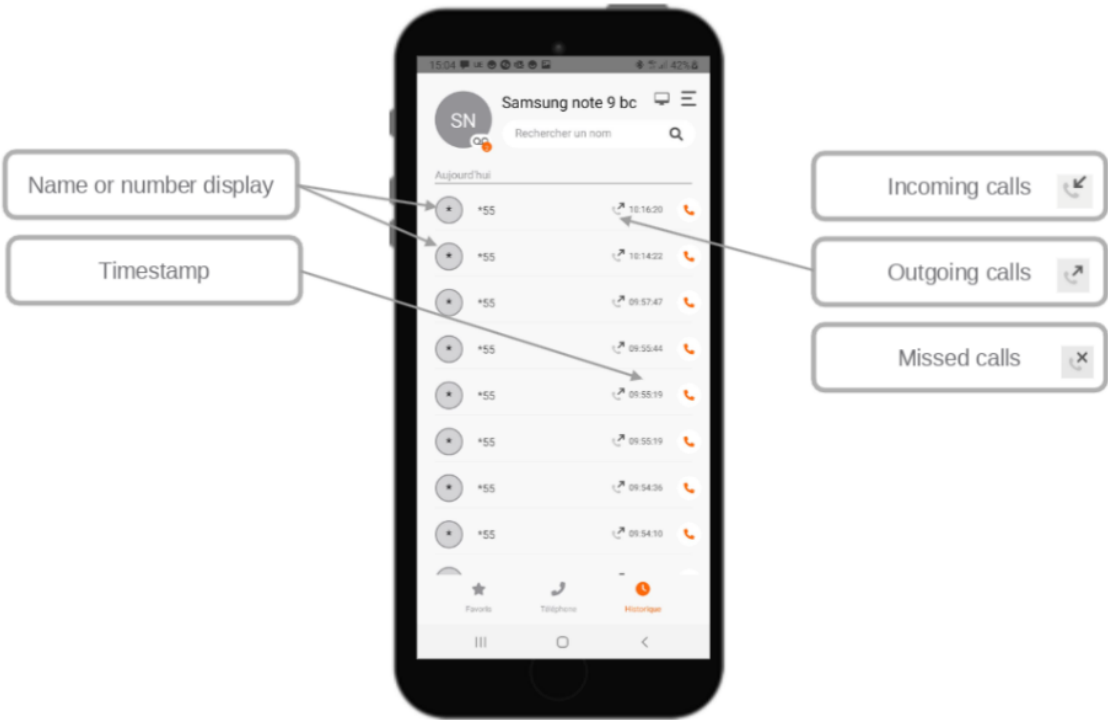 15:04 42%
SN
Samsung note 9 bc
Rechercher un nom
Aujourd'hui
Name or number display
Timestamp
* *55 10:16:20
* *55 10:14:22
* *55 09:57:47
* *55 09:55:44
* *55 09:55:19
* *55 09:55:19
* *55 09:54:36
* *55 09:54:10
Favoris Téléphone Historique
Incoming calls
Outgoing calls
Missed calls